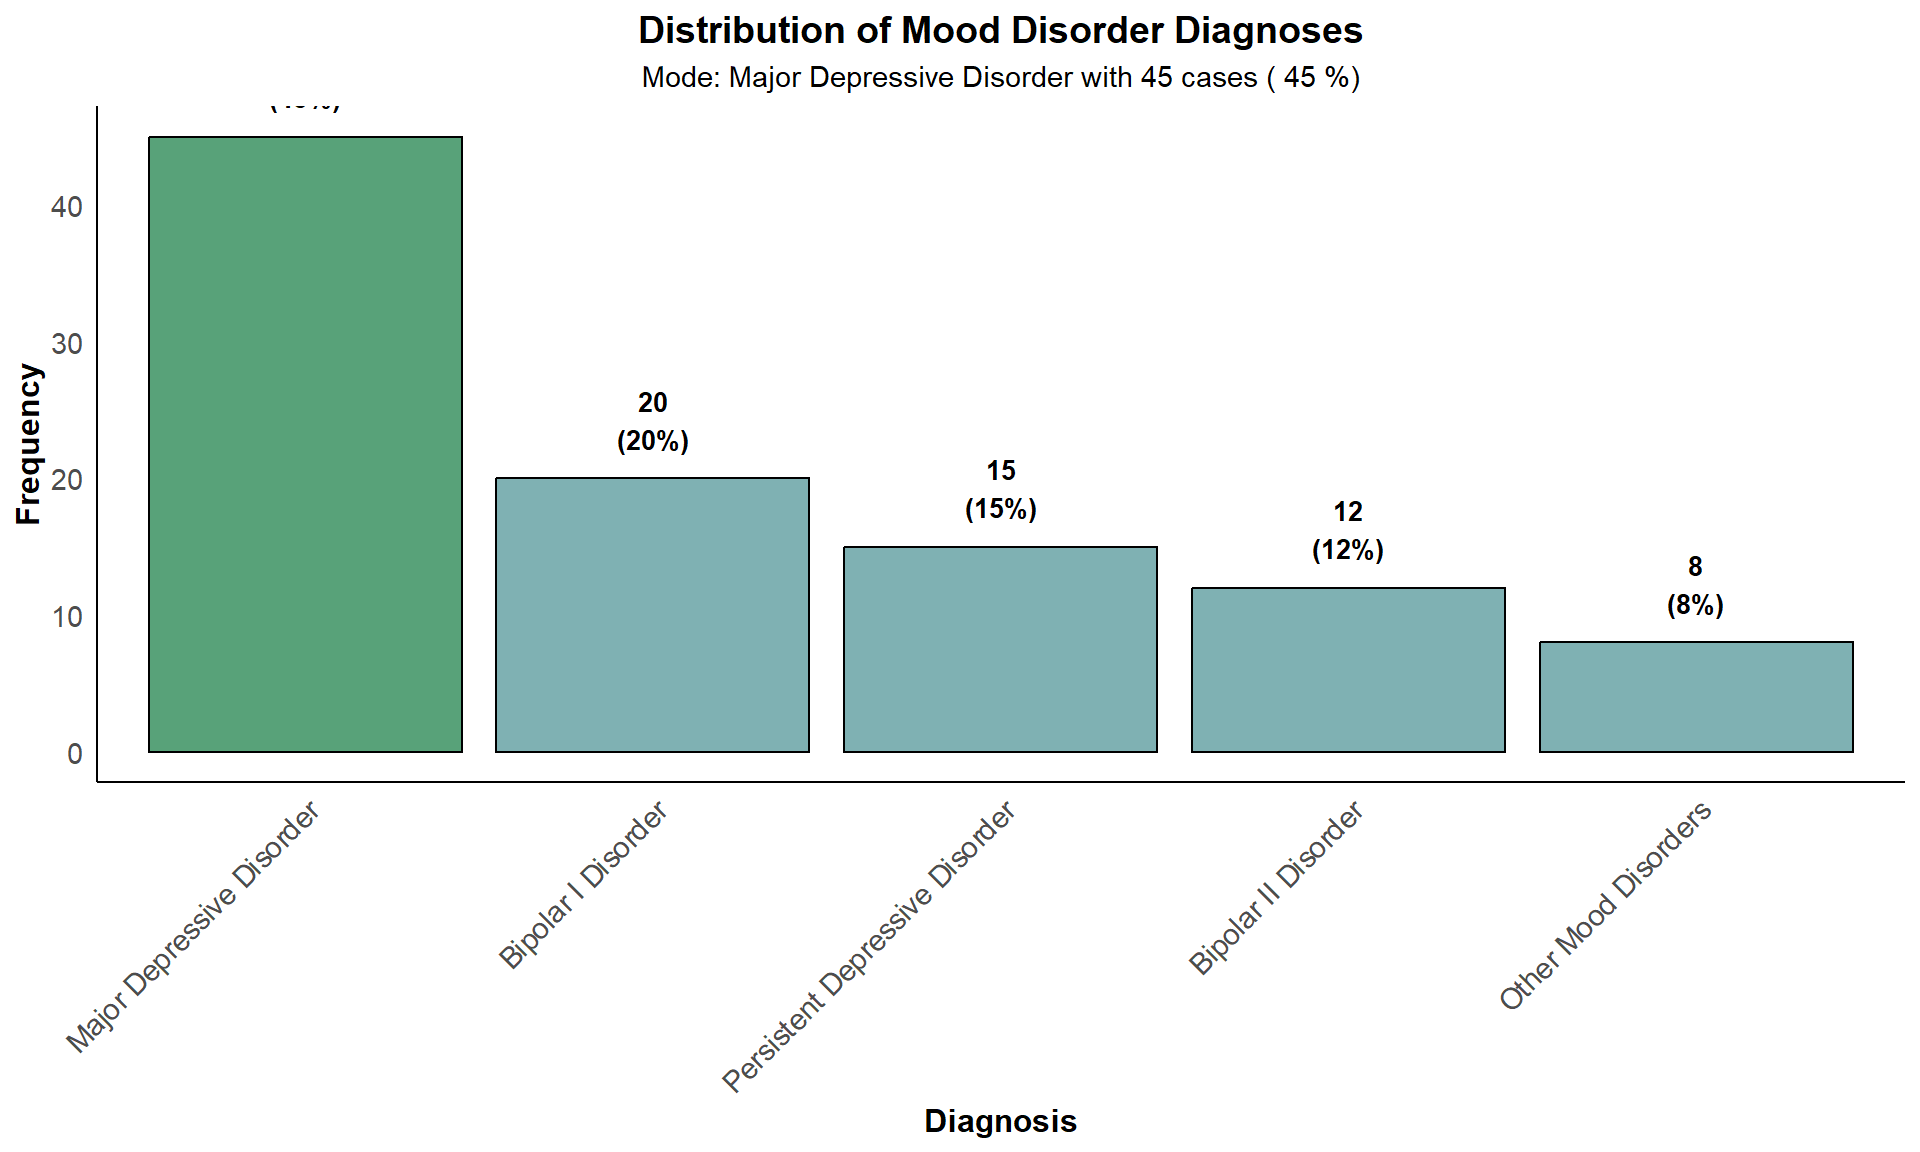 Distribution of Mood Disorder Diagnoses
Mode: Major Depressive Disorder with 45 cases ( 45 %)
Frequency
40
30
20
10
0
20
(20%)
15
(15%)
12
(12%)
8
(8%)
Major Depressive Disorder
Bipolar I Disorder
Persistent Depressive Disorder
Bipolar II Disorder
Other Mood Disorders
Diagnosis